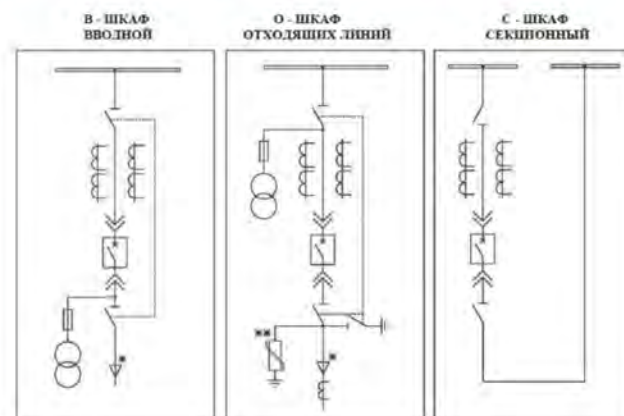 В - ШКАФ
ВВОДНОЙ
О - ШКАФ
ОТХОДЯЩИХ ЛИНИЙ
С - ШКАФ
СЕКЦИОННЫЙ